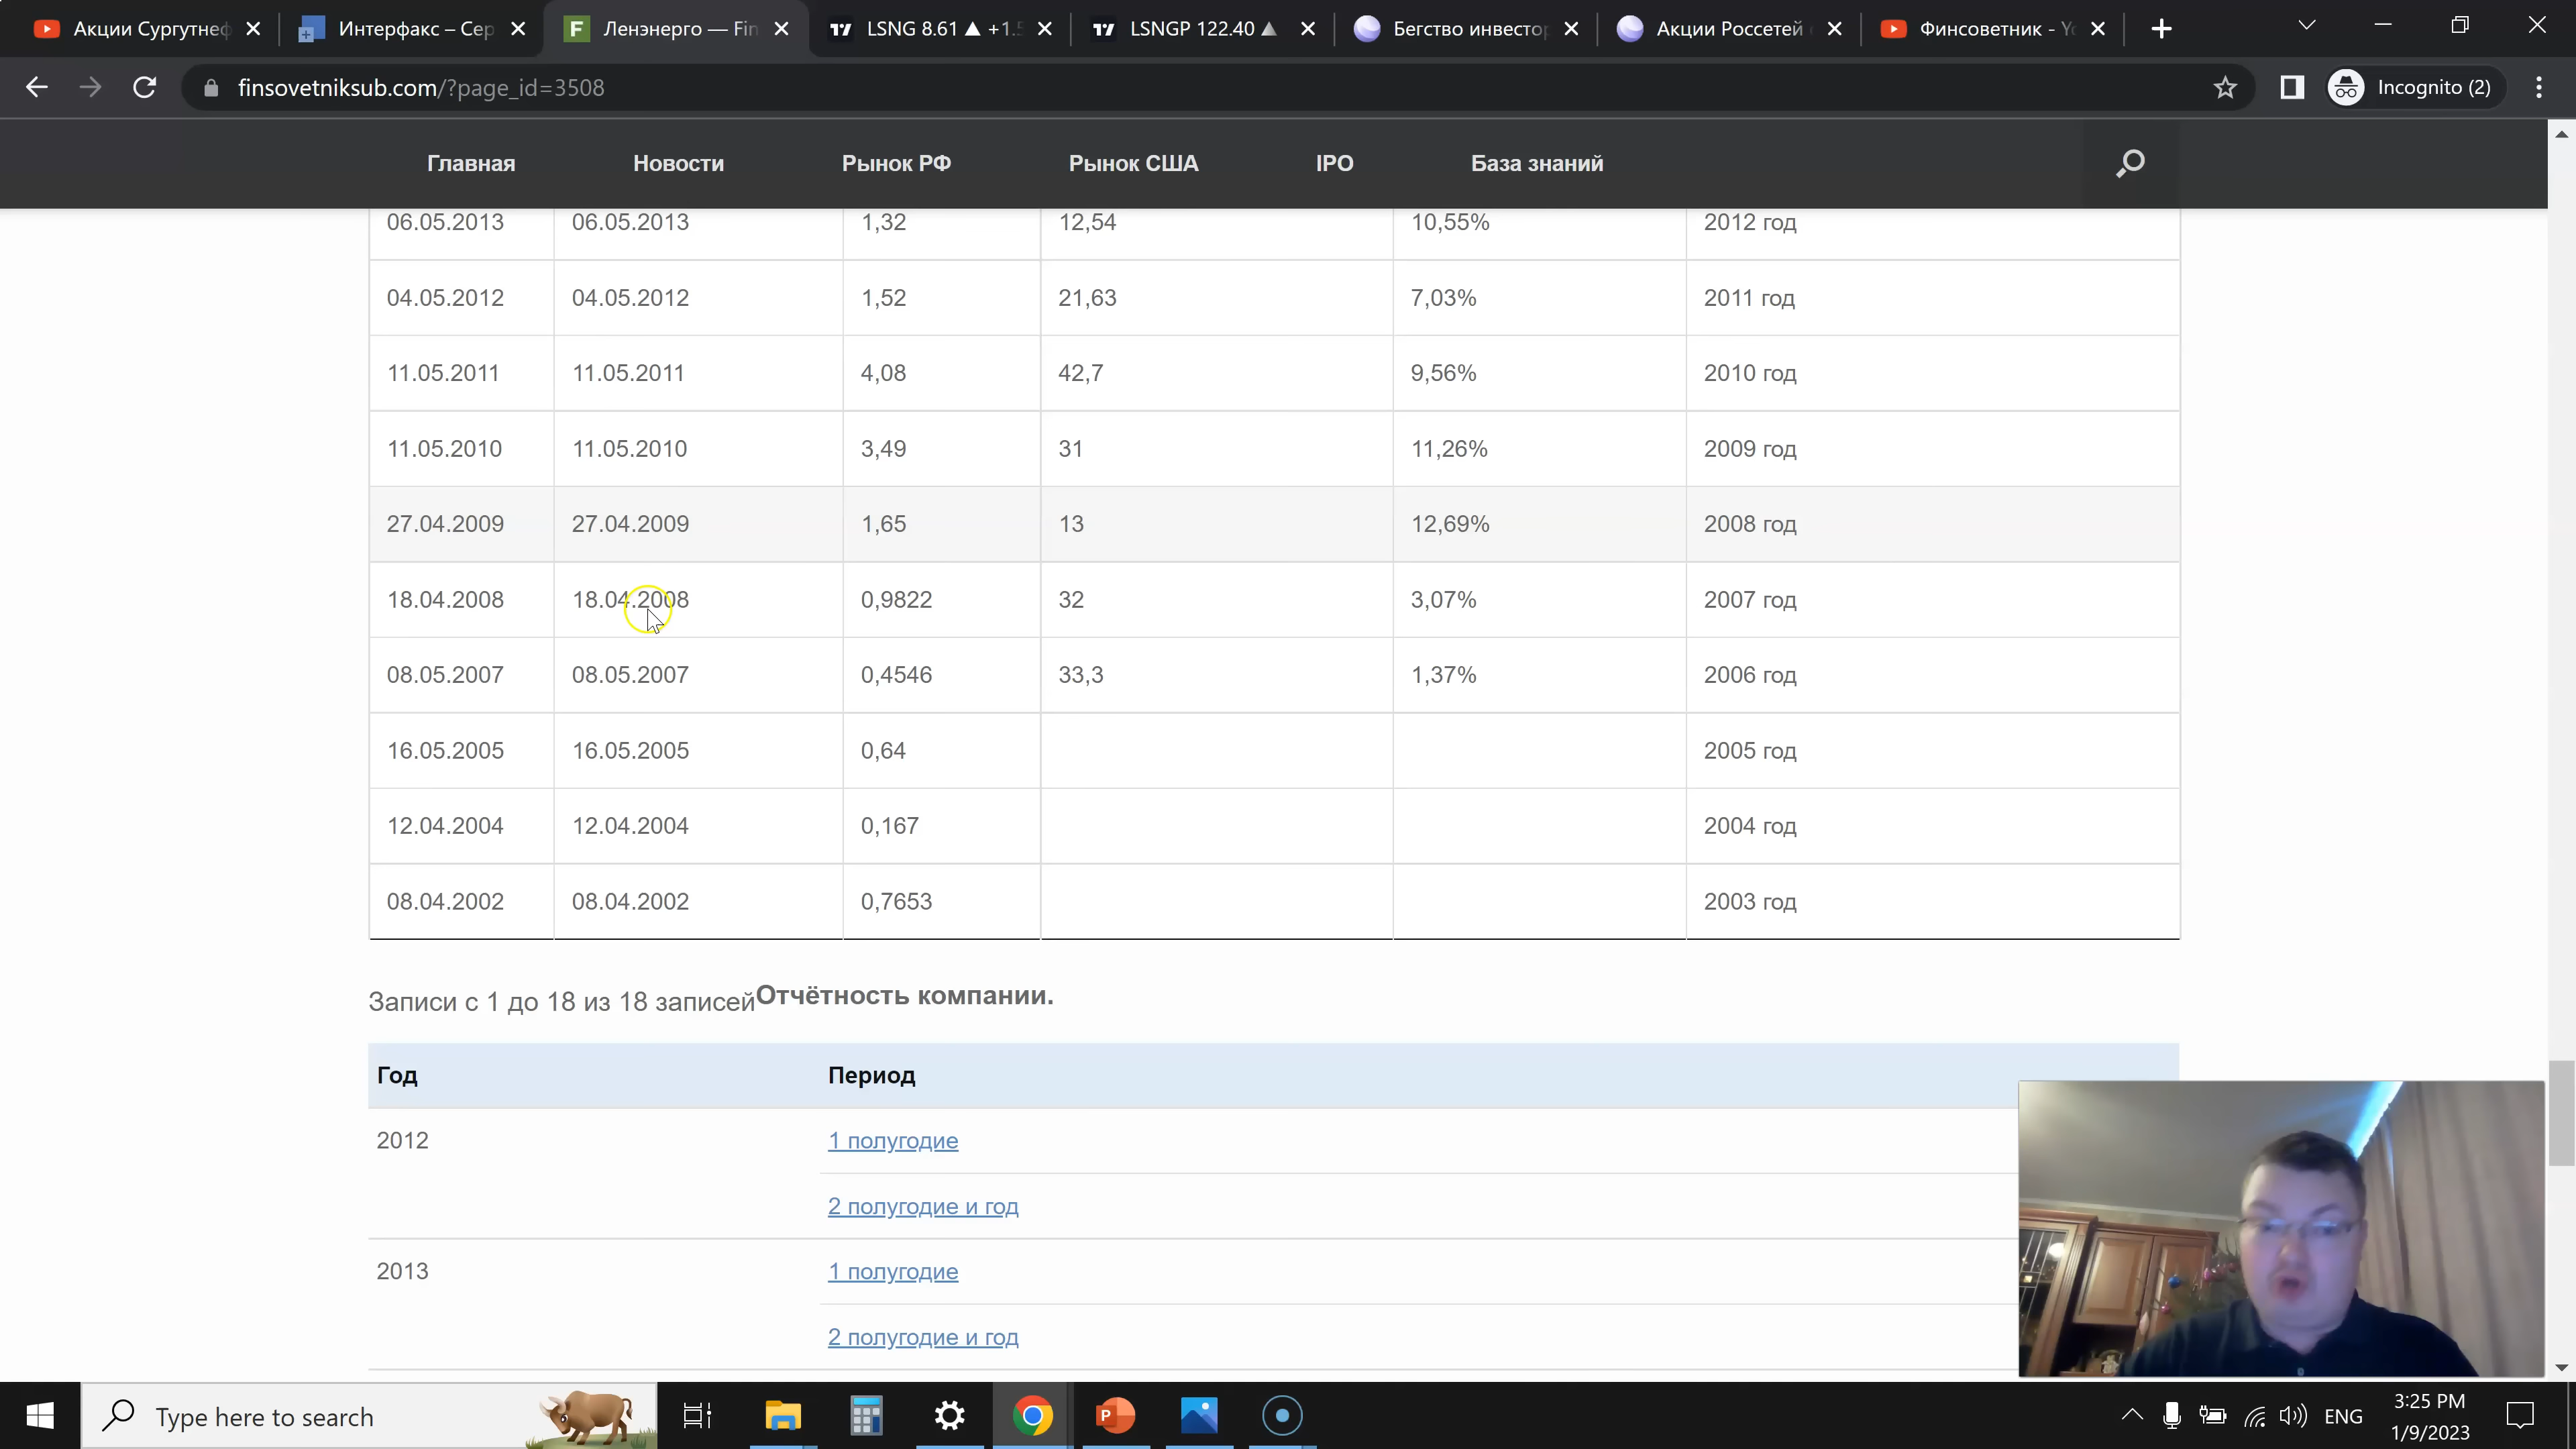 Акции Сургутнеф
Интерфакс – Сер
F Ленэнерго — Fin
LSNG 8.61 ▲ +1.5
LSNGP 122.40 ▲
Бегство инвестор
Акции Россетей
Финсоветник - Yo
finsovetniksub.com/?page_id=3508
Incognito (2)
Главная Новости Рынок РФ Рынок США IPO База знаний
06.05.2013 06.05.2013 1,32 12,54 10,55% 2012 год
04.05.2012 04.05.2012 1,52 21,63 7,03% 2011 год
11.05.2011 11.05.2011 4,08 42,7 9,56% 2010 год
11.05.2010 11.05.2010 3,49 31 11,26% 2009 год
27.04.2009 27.04.2009 1,65 13 12,69% 2008 год
18.04.2008 18.04.2008 0,9822 32 3,07% 2007 год
08.05.2007 08.05.2007 0,4546 33,3 1,37% 2006 год
16.05.2005 16.05.2005 0,64 2005 год
12.04.2004 12.04.2004 0,167 2004 год
08.04.2002 08.04.2002 0,7653 2003 год
Записи с 1 до 18 из 18 записей Отчётность компании.
Год Период
2012 1 полугодие
2 полугодие и год
2013 1 полугодие
2 полугодие и год
Type here to search
ENG
3:25 PM
1/9/2023